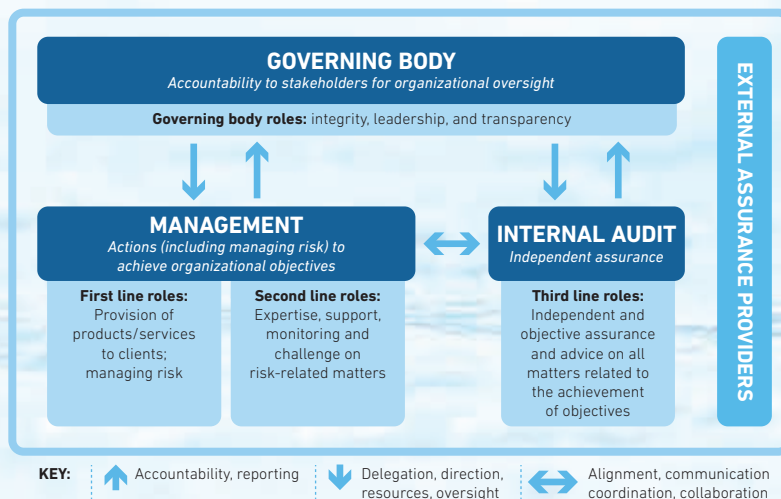 GOVERNING BODY
Accountability to stakeholders for organizational oversight
Governing body roles: integrity, leadership, and transparency
MANAGEMENT
Actions (including managing risk) to
achieve organizational objectives
First line roles:
Provision of
products/services
to clients;
managing risk
Second line roles:
Expertise, support,
monitoring and
challenge on
risk-related matters
INTERNAL AUDIT
Independent assurance
Third line roles:
Independent and
objective assurance
and advice on all
matters related to
the achievement
of objectives
EXTERNAL ASSURANCE PROVIDERS
KEY:
Accountability, reporting
Delegation, direction,
resources, oversight
Alignment, communication
coordination, collaboration